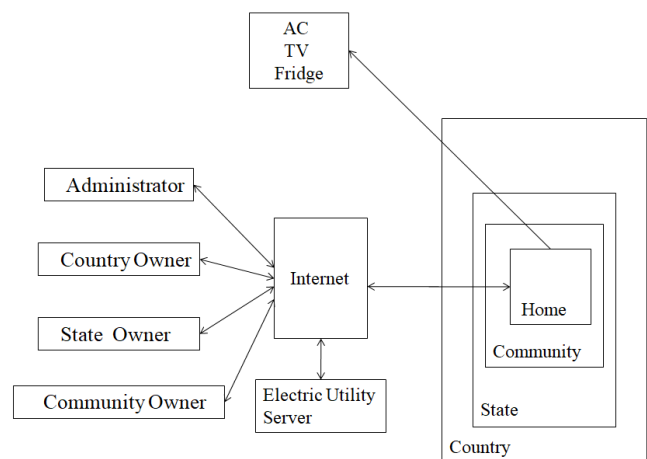 AC
TV
Fridge
Administrator
Country Owner
State Owner
Community Owner
Internet
Electric Utility
Server
Home
Community
State
Country